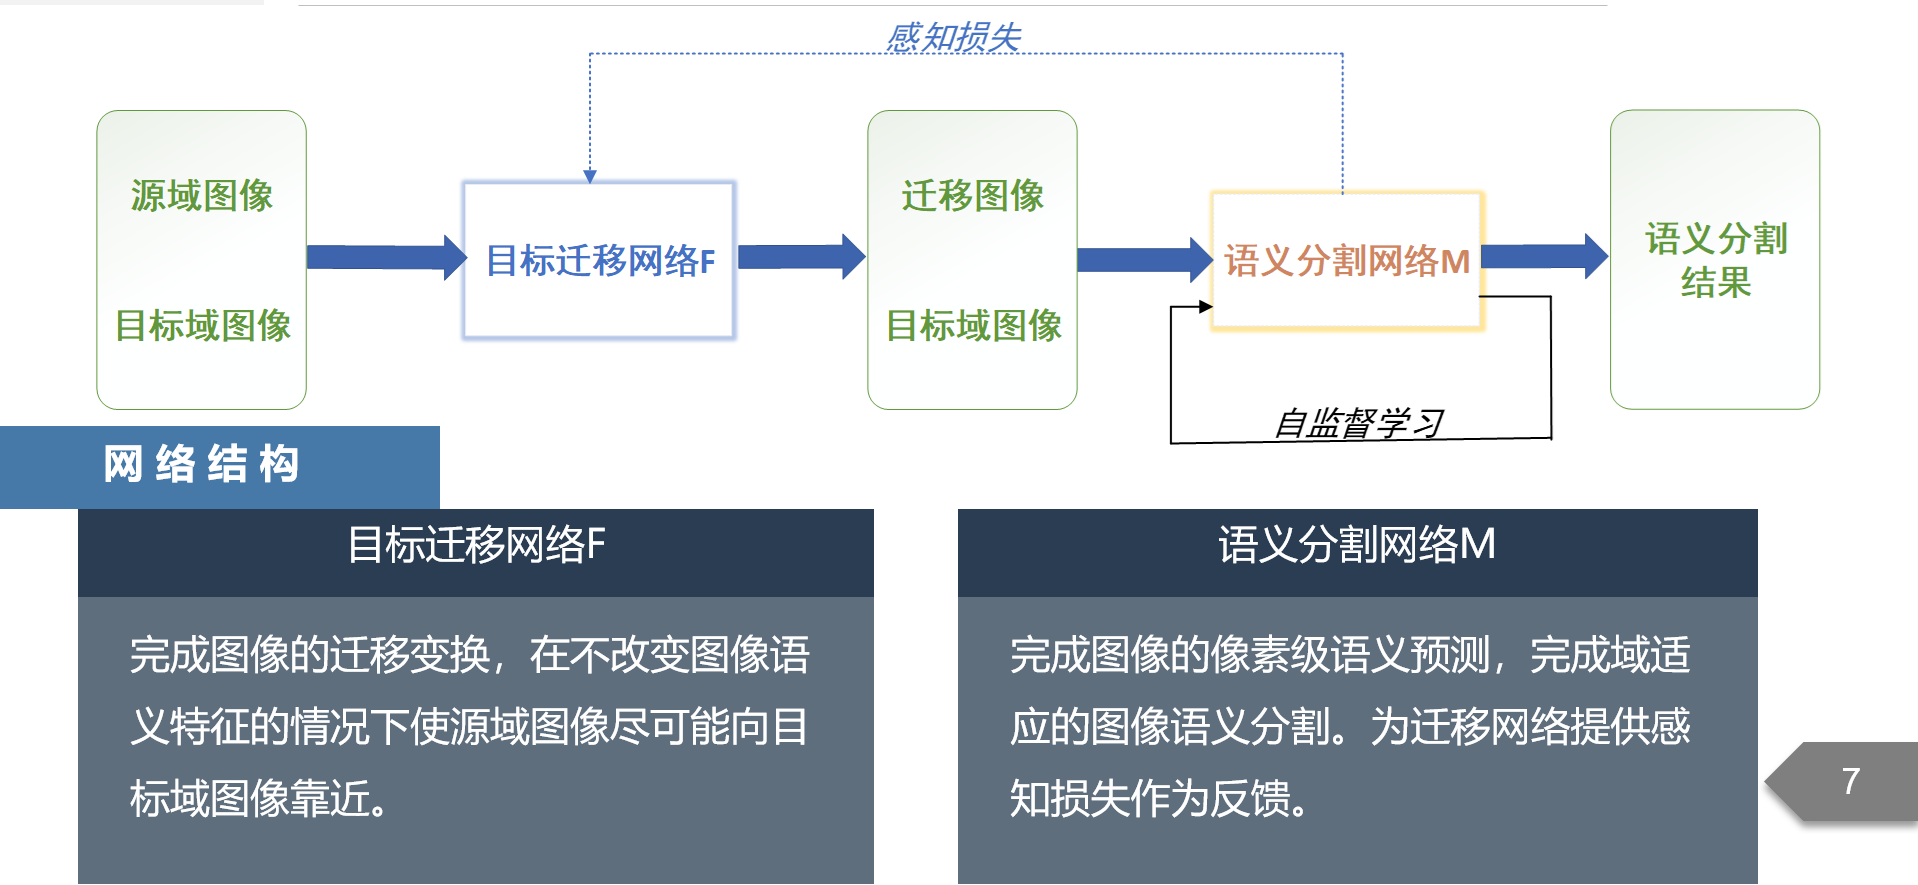 感知损失
源域图像
目标域图像
目标迁移网络F
迁移图像
目标域图像
语义分割网络M
语义分割
结果
自监督学习
网络结构
目标迁移网络F
完成图像的迁移变换，在不改变图像语
义特征的情况下使源域图像尽可能向目
标域图像靠近。
语义分割网络M
完成图像的像素级语义预测，完成域适
应的图像语义分割。为迁移网络提供感
知损失作为反馈。
7